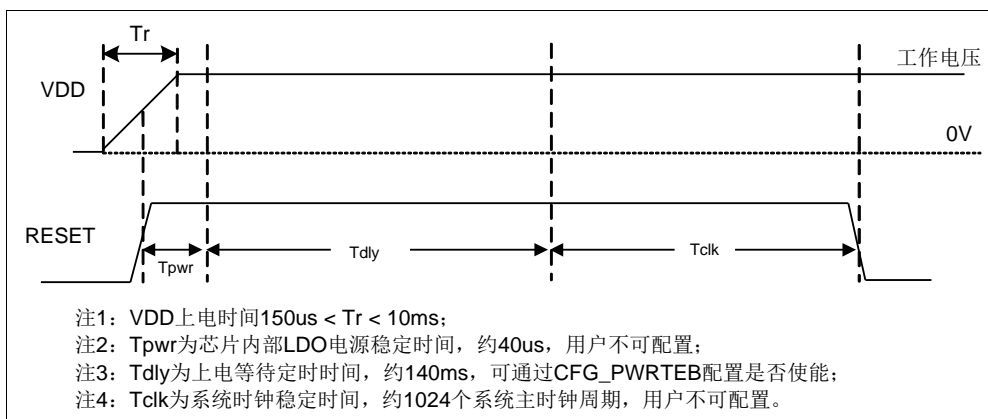 Tr
工作电压
VDD
0V
RESET
Tpwr
Tdly
Tclk
注1：VDD上电时间150us < Tr < 10ms；
注2：Tpwr为芯片内部LDO电源稳定时间，约40us，用户不可配置；
注3：Tdly为上电等待定时时间，约140ms，可通过CFG_PWRTEB配置是否使能；
注4：Tclk为系统时钟稳定时间，约1024个系统主时钟周期，用户不可配置。